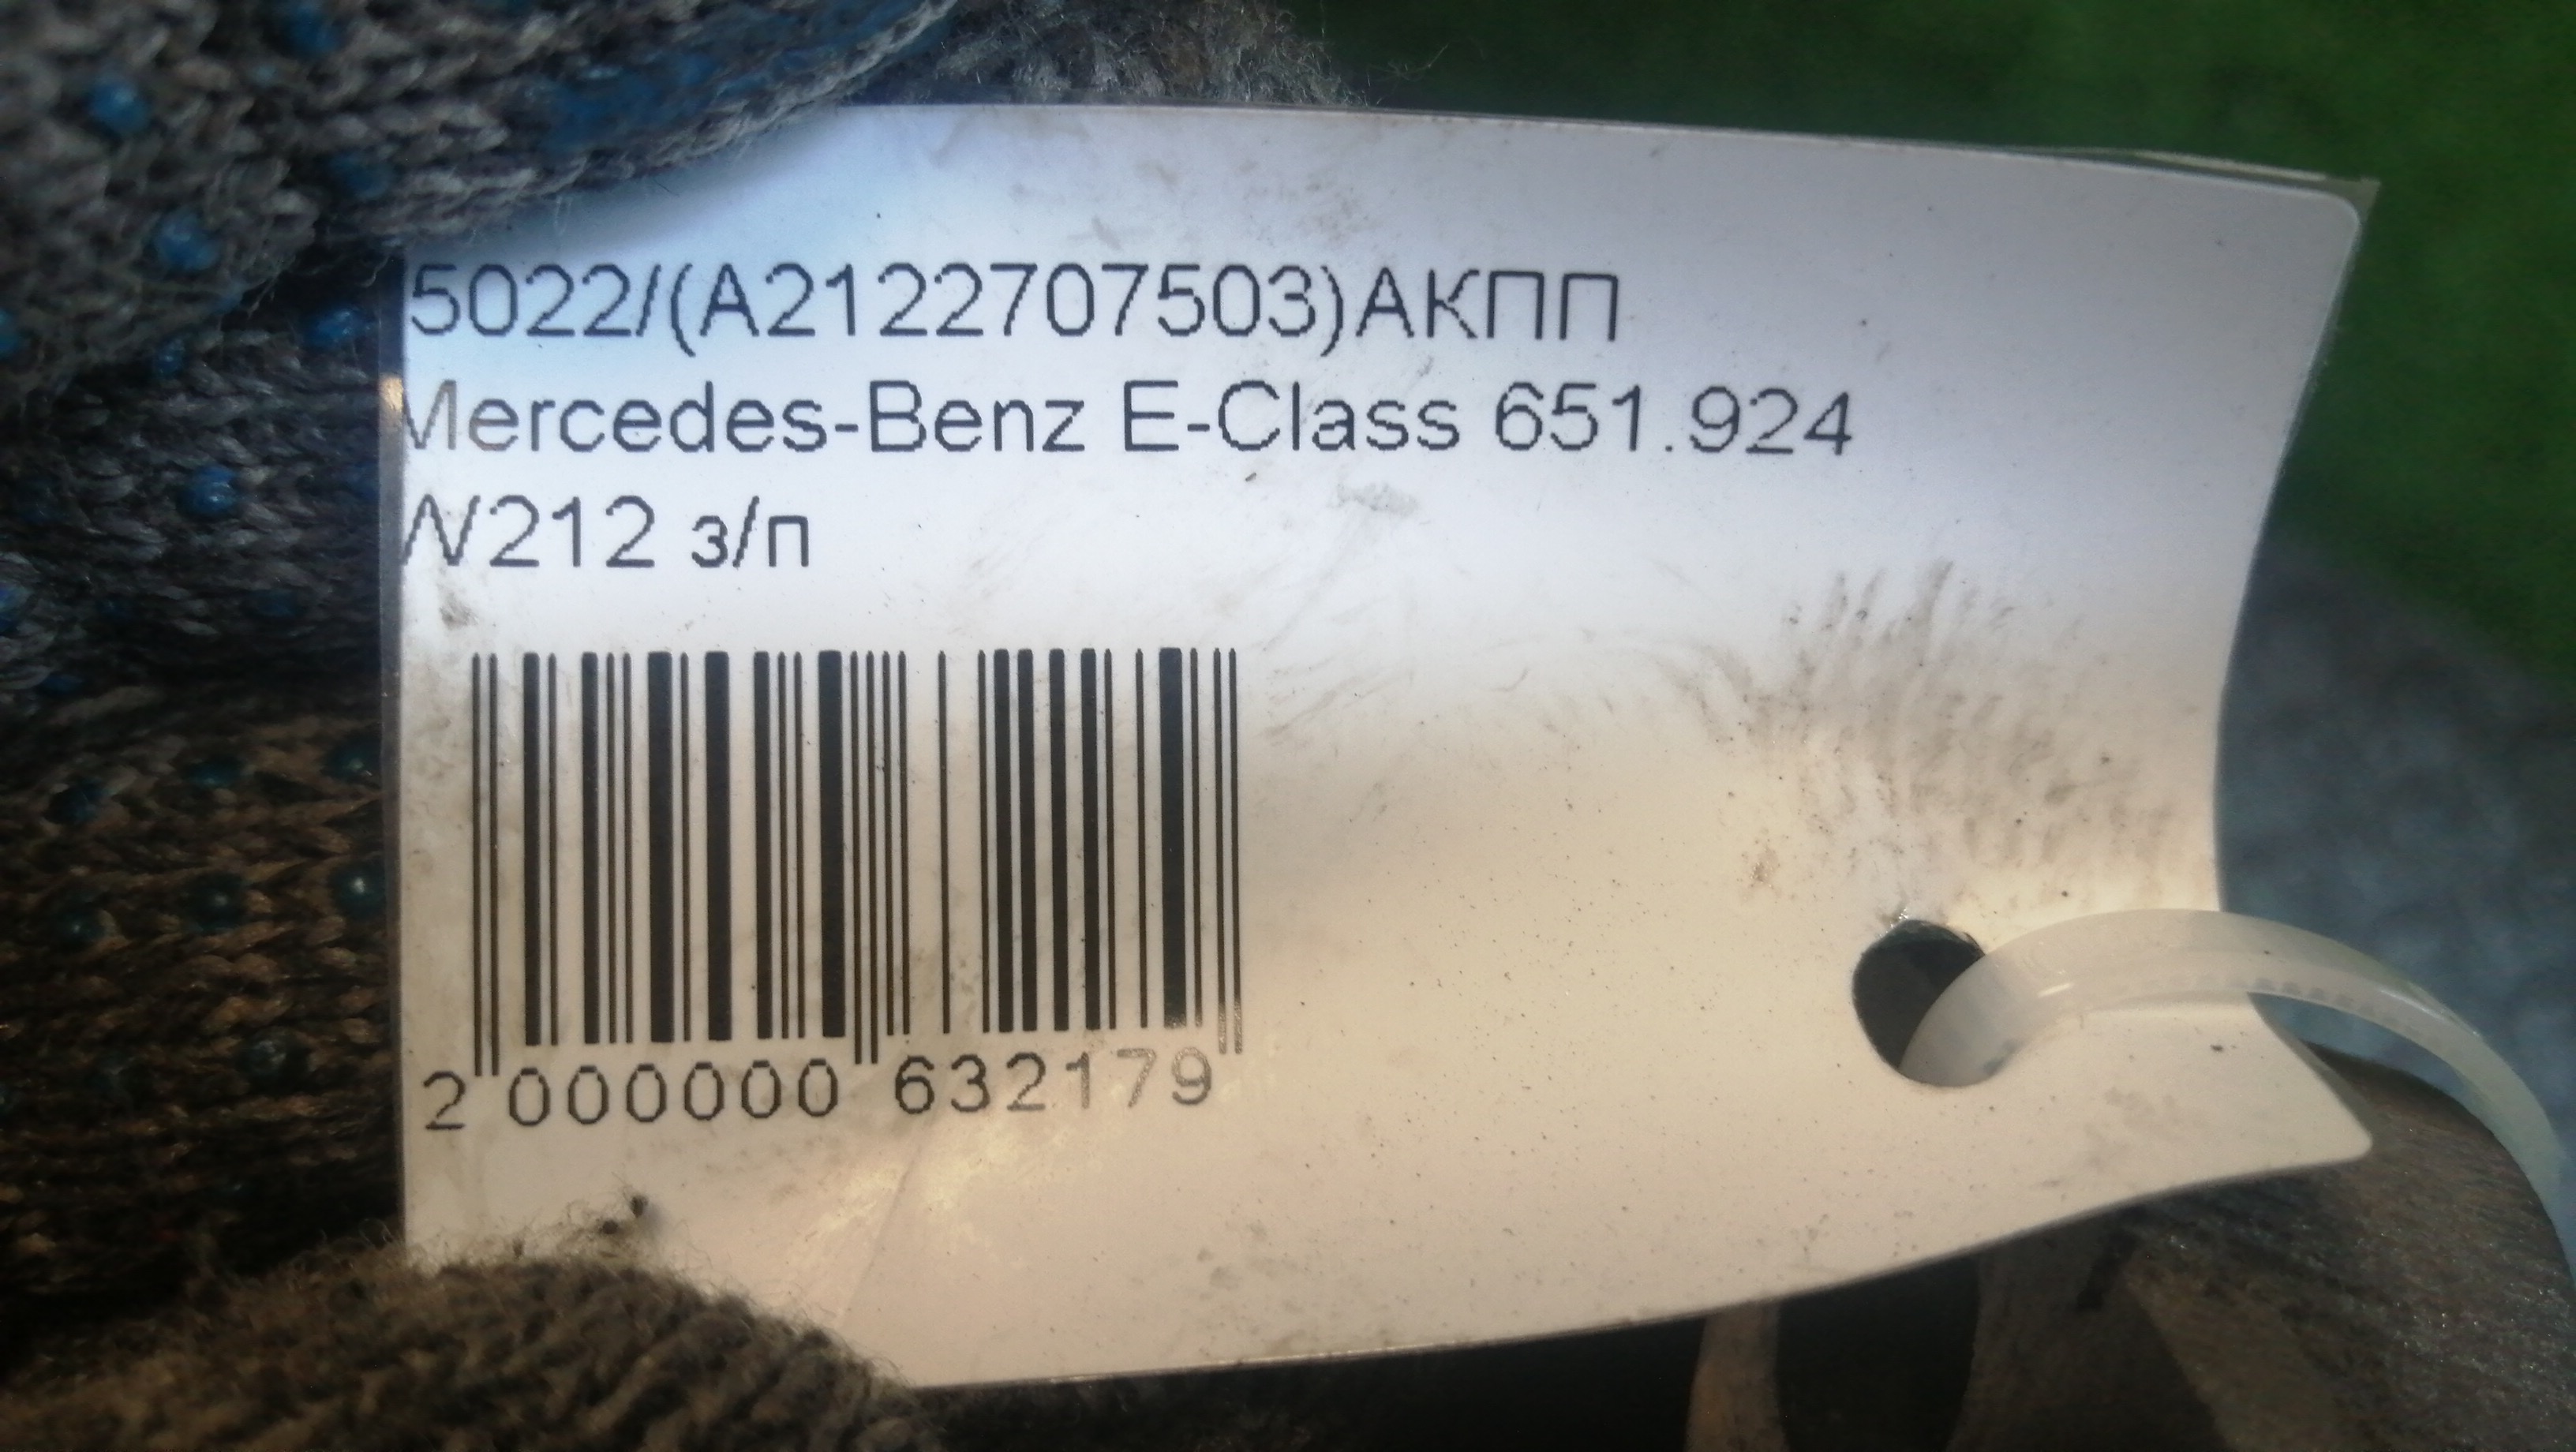 5022/(A2122707503)АКПП
Mercedes-Benz E-Class 651.924
W212 з/п
2 000000 632179